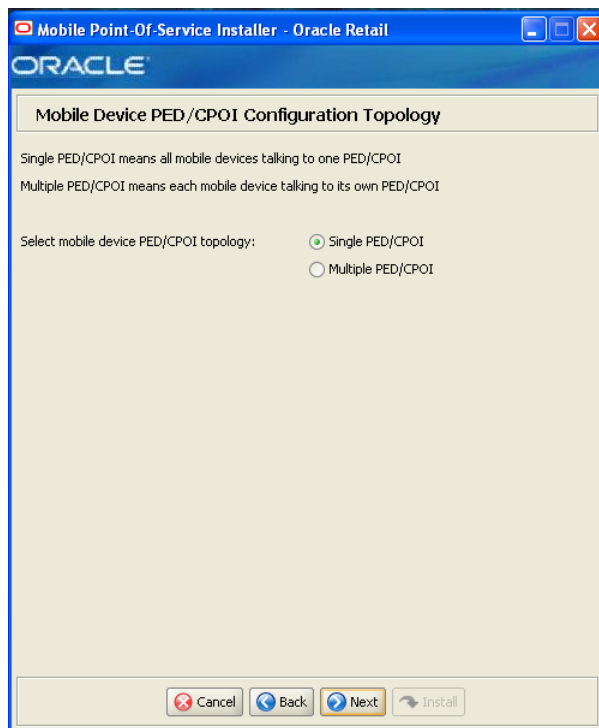 Mobile Point-Of-Service Installer - Oracle Retail
ORACLE
Mobile Device PED/CPOI Configuration Topology
Single PED/CPOI means all mobile devices talking to one PED/CPOI
Multiple PED/CPOI means each mobile device talking to its own PED/CPOI
Select mobile device PED/CPOI topology: Single PED/CPOI
Multiple PED/CPOI
Cancel Back Next Install